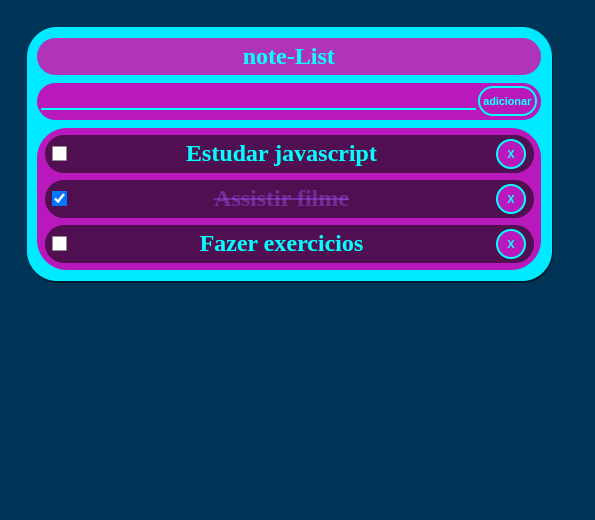 note-List
adicionar
Estudar javascript
X
Assistir filme
X
Fazer exercicios
X